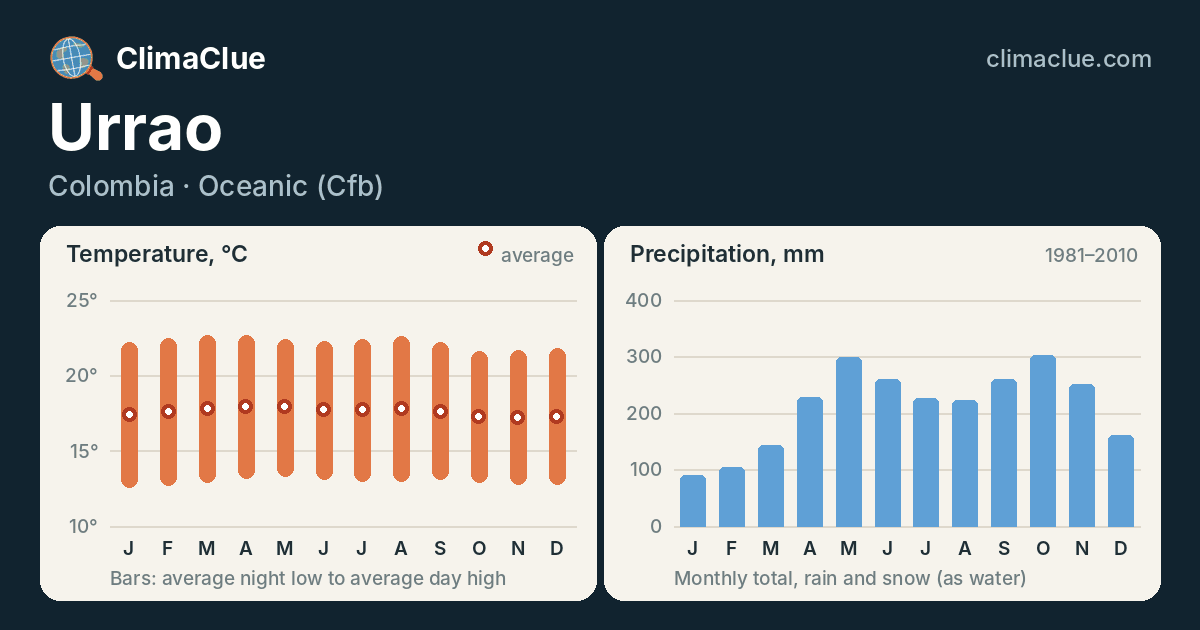 ClimaClue
climaclue.com
Urrao
Colombia · Oceanic (Cfb)
Temperature, °C
average
25°
20°
15°
10°
J F M A M J J A S O N D
Bars: average night low to average day high
Precipitation, mm
1981–2010
400
300
200
100
0
J F M A M J J A S O N D
Monthly total, rain and snow (as water)